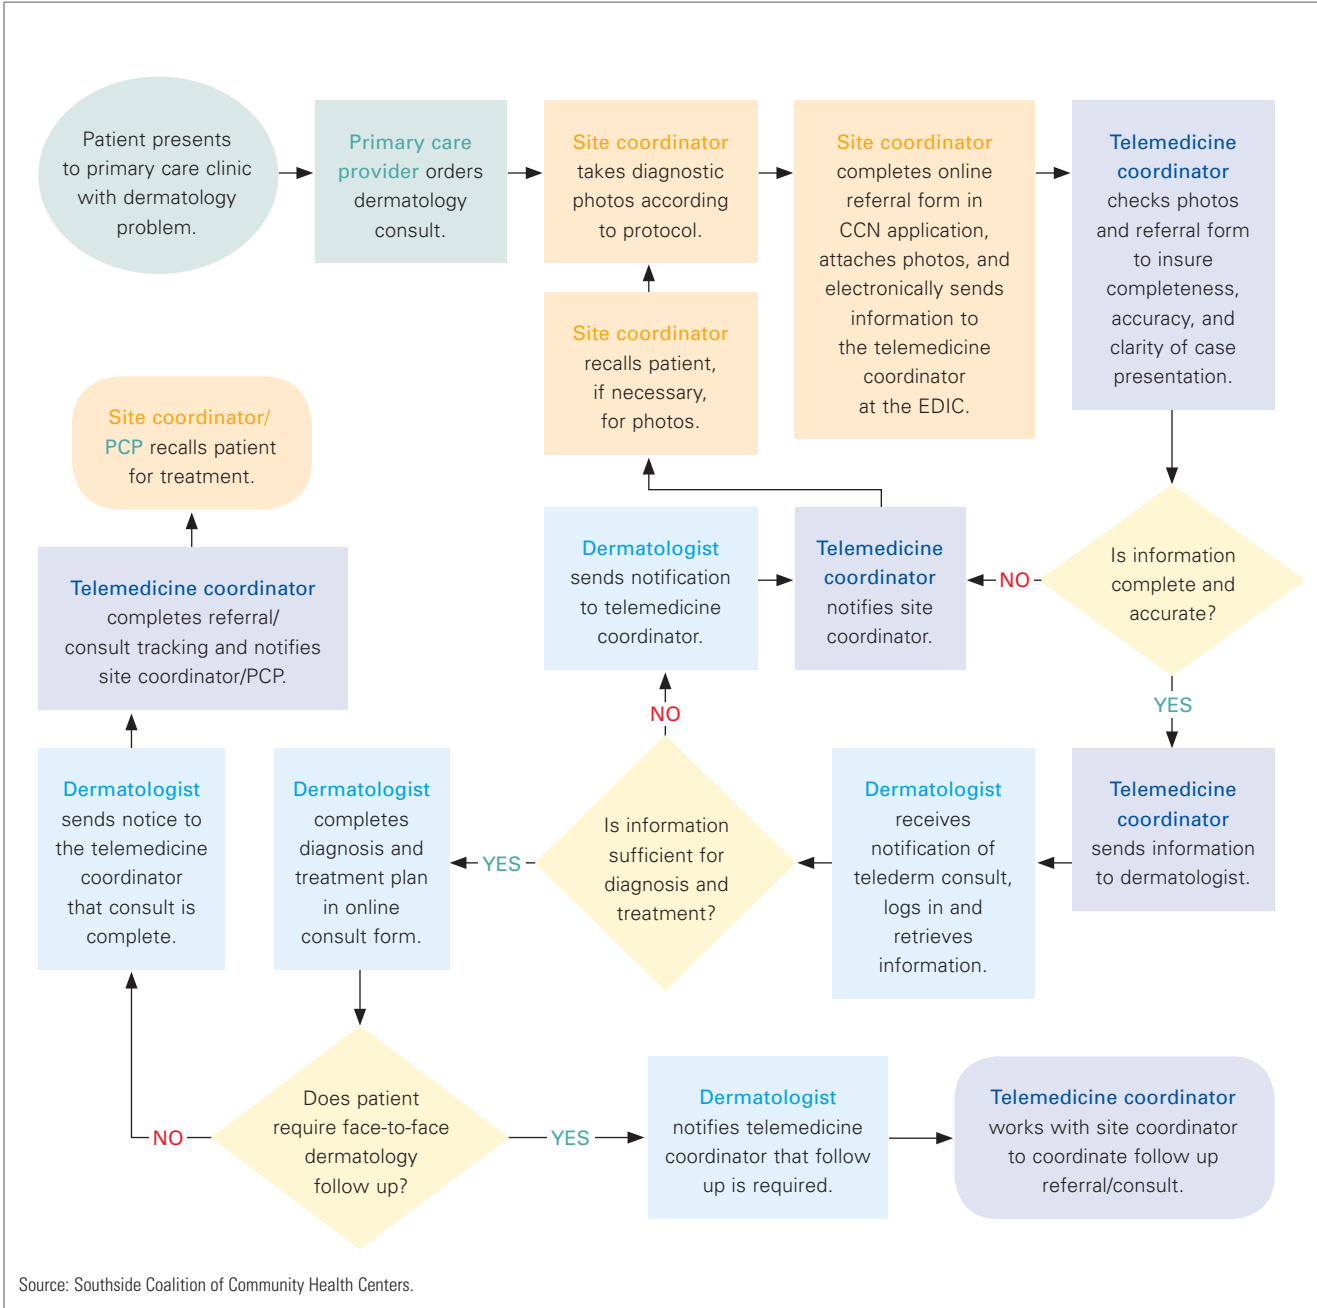 Patient presents
to primary care clinic
with dermatology
problem.
Primary care
provider orders
dermatology
consult.
Site coordinator
takes diagnostic
photos according
to protocol.
Site coordinator
completes online
referral form in
CCN application,
attaches photos, and
electronically sends
information to
the telemedicine
coordinator
at the EDIC.
Telemedicine
coordinator
checks photos
and referral form
to insure
completeness,
accuracy, and
clarity of case
presentation.
Site coordinator
recalls patient,
if necessary,
for photos.
Site coordinator/
PCP recalls patient
for treatment.
Dermatologist
sends notification
to telemedicine
coordinator.
Telemedicine
coordinator
notifies site
coordinator.
NO
Is information
complete and
accurate?
Telemedicine coordinator
completes referral/
consult tracking and notifies
site coordinator/PCP.
NO
YES
Dermatologist
sends notice to
the telemedicine
coordinator
that consult is
complete.
Dermatologist
completes
diagnosis and
treatment plan
in online
consult form.
YES
Is information
sufficient for
diagnosis and
treatment?
Dermatologist
receives
notification of
telederm consult,
logs in and
retrieves
information.
Telemedicine
coordinator
sends information
to dermatologist.
NO
Does patient
require face-to-face
dermatology
follow up?
YES
Dermatologist
notifies telemedicine
coordinator that follow
up is required.
Telemedicine coordinator
works with site coordinator
to coordinate follow up
referral/consult.
Source: Southside Coalition of Community Health Centers.